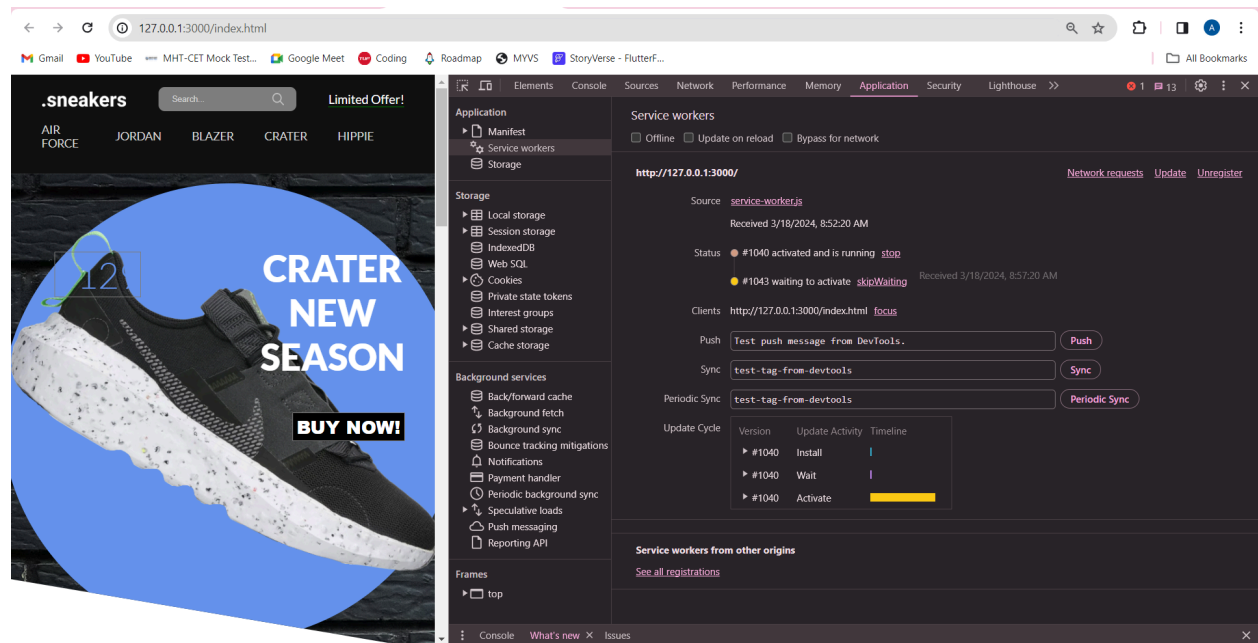 127.0.0.1:3000/index.html
A
Gmail YouTube MHT-CET Mock Test... Google Meet Coding Roadmap MYVS StoryVerse - FlutterF... All Bookmarks
.sneakers Search... Limited Offer!
AIR FORCE JORDAN BLAZER CRATER HIPPIE
CRATER
NEW
SEASON
BUY NOW!
Elements Console Sources Network Performance Memory Application Security Lighthouse 1 13
Application
Manifest
Service workers
Storage
Storage
Local storage
Session storage
IndexedDB
Web SQL
Cookies
Private state tokens
Interest groups
Shared storage
Cache storage
Background services
Back/forward cache
Background fetch
Background sync
Bounce tracking mitigations
Notifications
Payment handler
Periodic background sync
Speculative loads
Push messaging
Reporting API
Frames
top
Service workers
Offline Update on reload Bypass for network
http://127.0.0.1:3000/ Network requests Update Unregister
Source service-worker.js
Received 3/18/2024, 8:52:20 AM
Status #1040 activated and is running stop
#1043 waiting to activate skipWaiting Received 3/18/2024, 8:57:20 AM
Clients http://127.0.0.1:3000/index.html focus
Push Test push message from DevTools. Push
Sync test-tag-from-devtools Sync
Periodic Sync test-tag-from-devtools Periodic Sync
Update Cycle Version Update Activity Timeline
#1040 Install
#1040 Wait
#1040 Activate
Service workers from other origins
See all registrations
Console What's new Issues